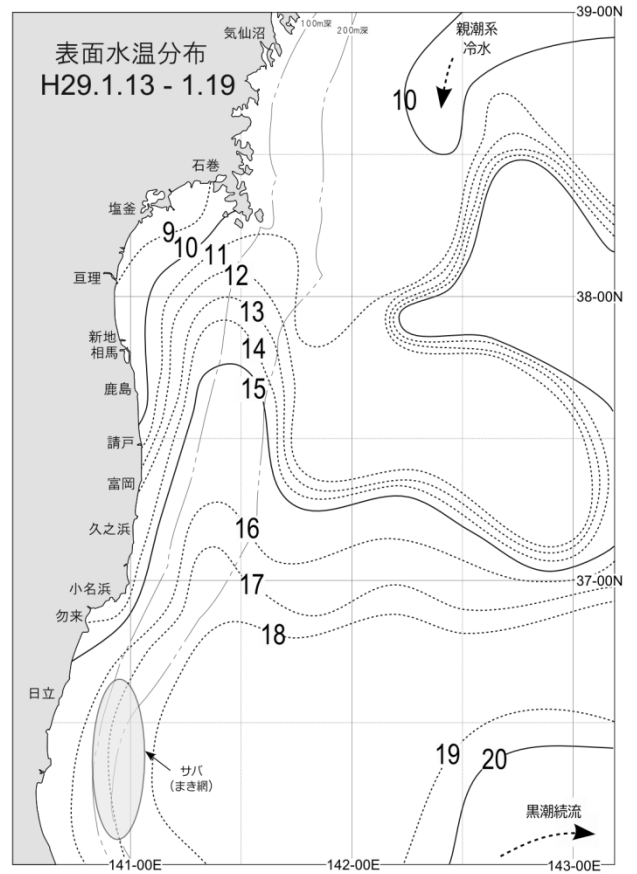 表面水温分布
H29.1.13 - 1.19
気仙沼
100m深
200m深
親潮系
冷水
39-00N
10
石巻
塩釜
9
10
11
12
13
14
15
16
17
18
19
20
亘理
38-00N
新地
相馬
鹿島
請戸
富岡
久之浜
37-00N
小名浜
勿来
日立
サバ
(まき網)
黒潮続流
141-00E
142-00E
143-00E